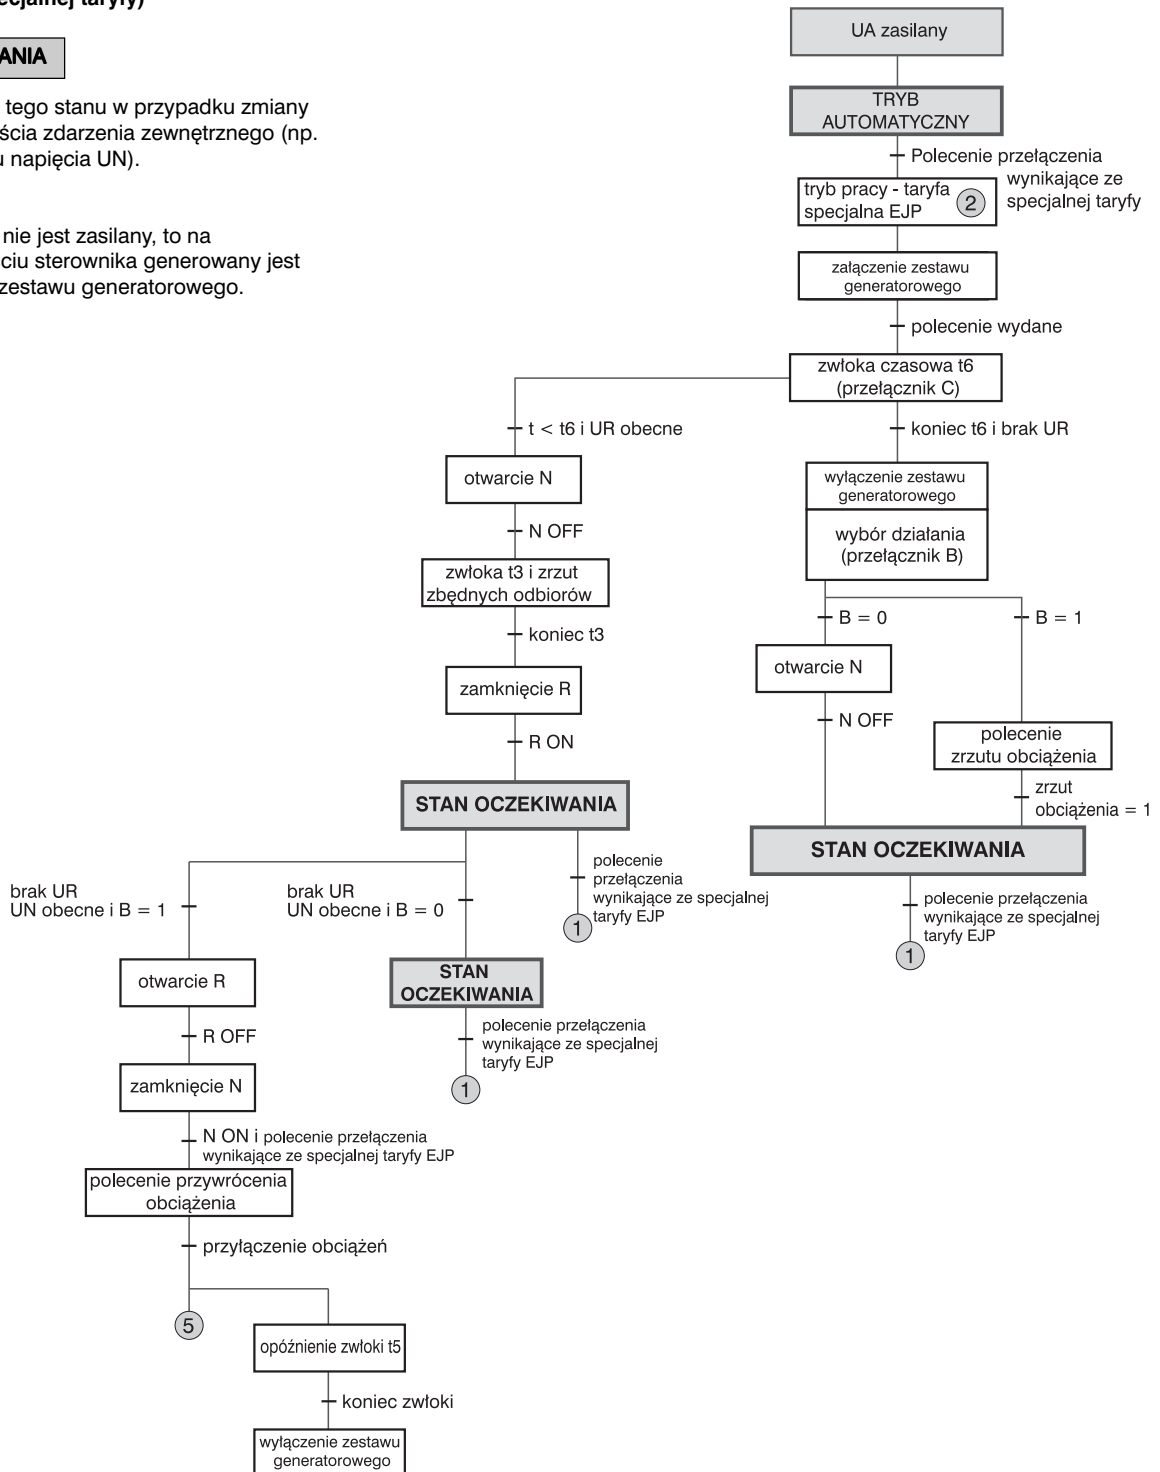 ecjalnej taryfy)
ANIA
tego stanu w przypadku zmiany
ścia zdarzenia zewnętrznego (np.
u napięcia UN).
nie jest zasilany, to na
ciu sterownika generowany jest
zestawu generatorowego.
UA zasilany
TRYB
AUTOMATYCZNY
Polecenie przełączenia
wynikające ze
specjalnej taryfy
tryb pracy - taryfa
specjalna EJP
2
załączenie zestawu
generatorowego
polecenie wydane
zwłoka czasowa t6
(przełącznik C)
t < t6 i UR obecne
koniec t6 i brak UR
otwarcie N
wyłączenie zestawu
generatorowego
N OFF
wybór działania
(przełącznik B)
zwłoka t3 i zrzut
zbędnych odbiorów
B = 0
B = 1
koniec t3
otwarcie N
zamknięcie R
N OFF
polecenie
zrzutu obciążenia
R ON
zrzut
obciążenia = 1
STAN OCZEKIWANIA
STAN OCZEKIWANIA
polecenie
przełączenia
wynikające ze specjalnej
taryfy EJP
1
brak UR
UN obecne i B = 1
brak UR
UN obecne i B = 0
polecenie przełączenia
wynikające ze specjalnej
taryfy EJP
1
otwarcie R
STAN
OCZEKIWANIA
R OFF
polecenie przełączenia
wynikające ze specjalnej
taryfy EJP
1
zamknięcie N
N ON i polecenie przełączenia
wynikające ze specjalnej taryfy EJP
polecenie przywrócenia
obciążenia
przyłączenie obciążeń
5
opóźnienie zwłoki t5
koniec zwłoki
wyłączenie zestawu
generatorowego